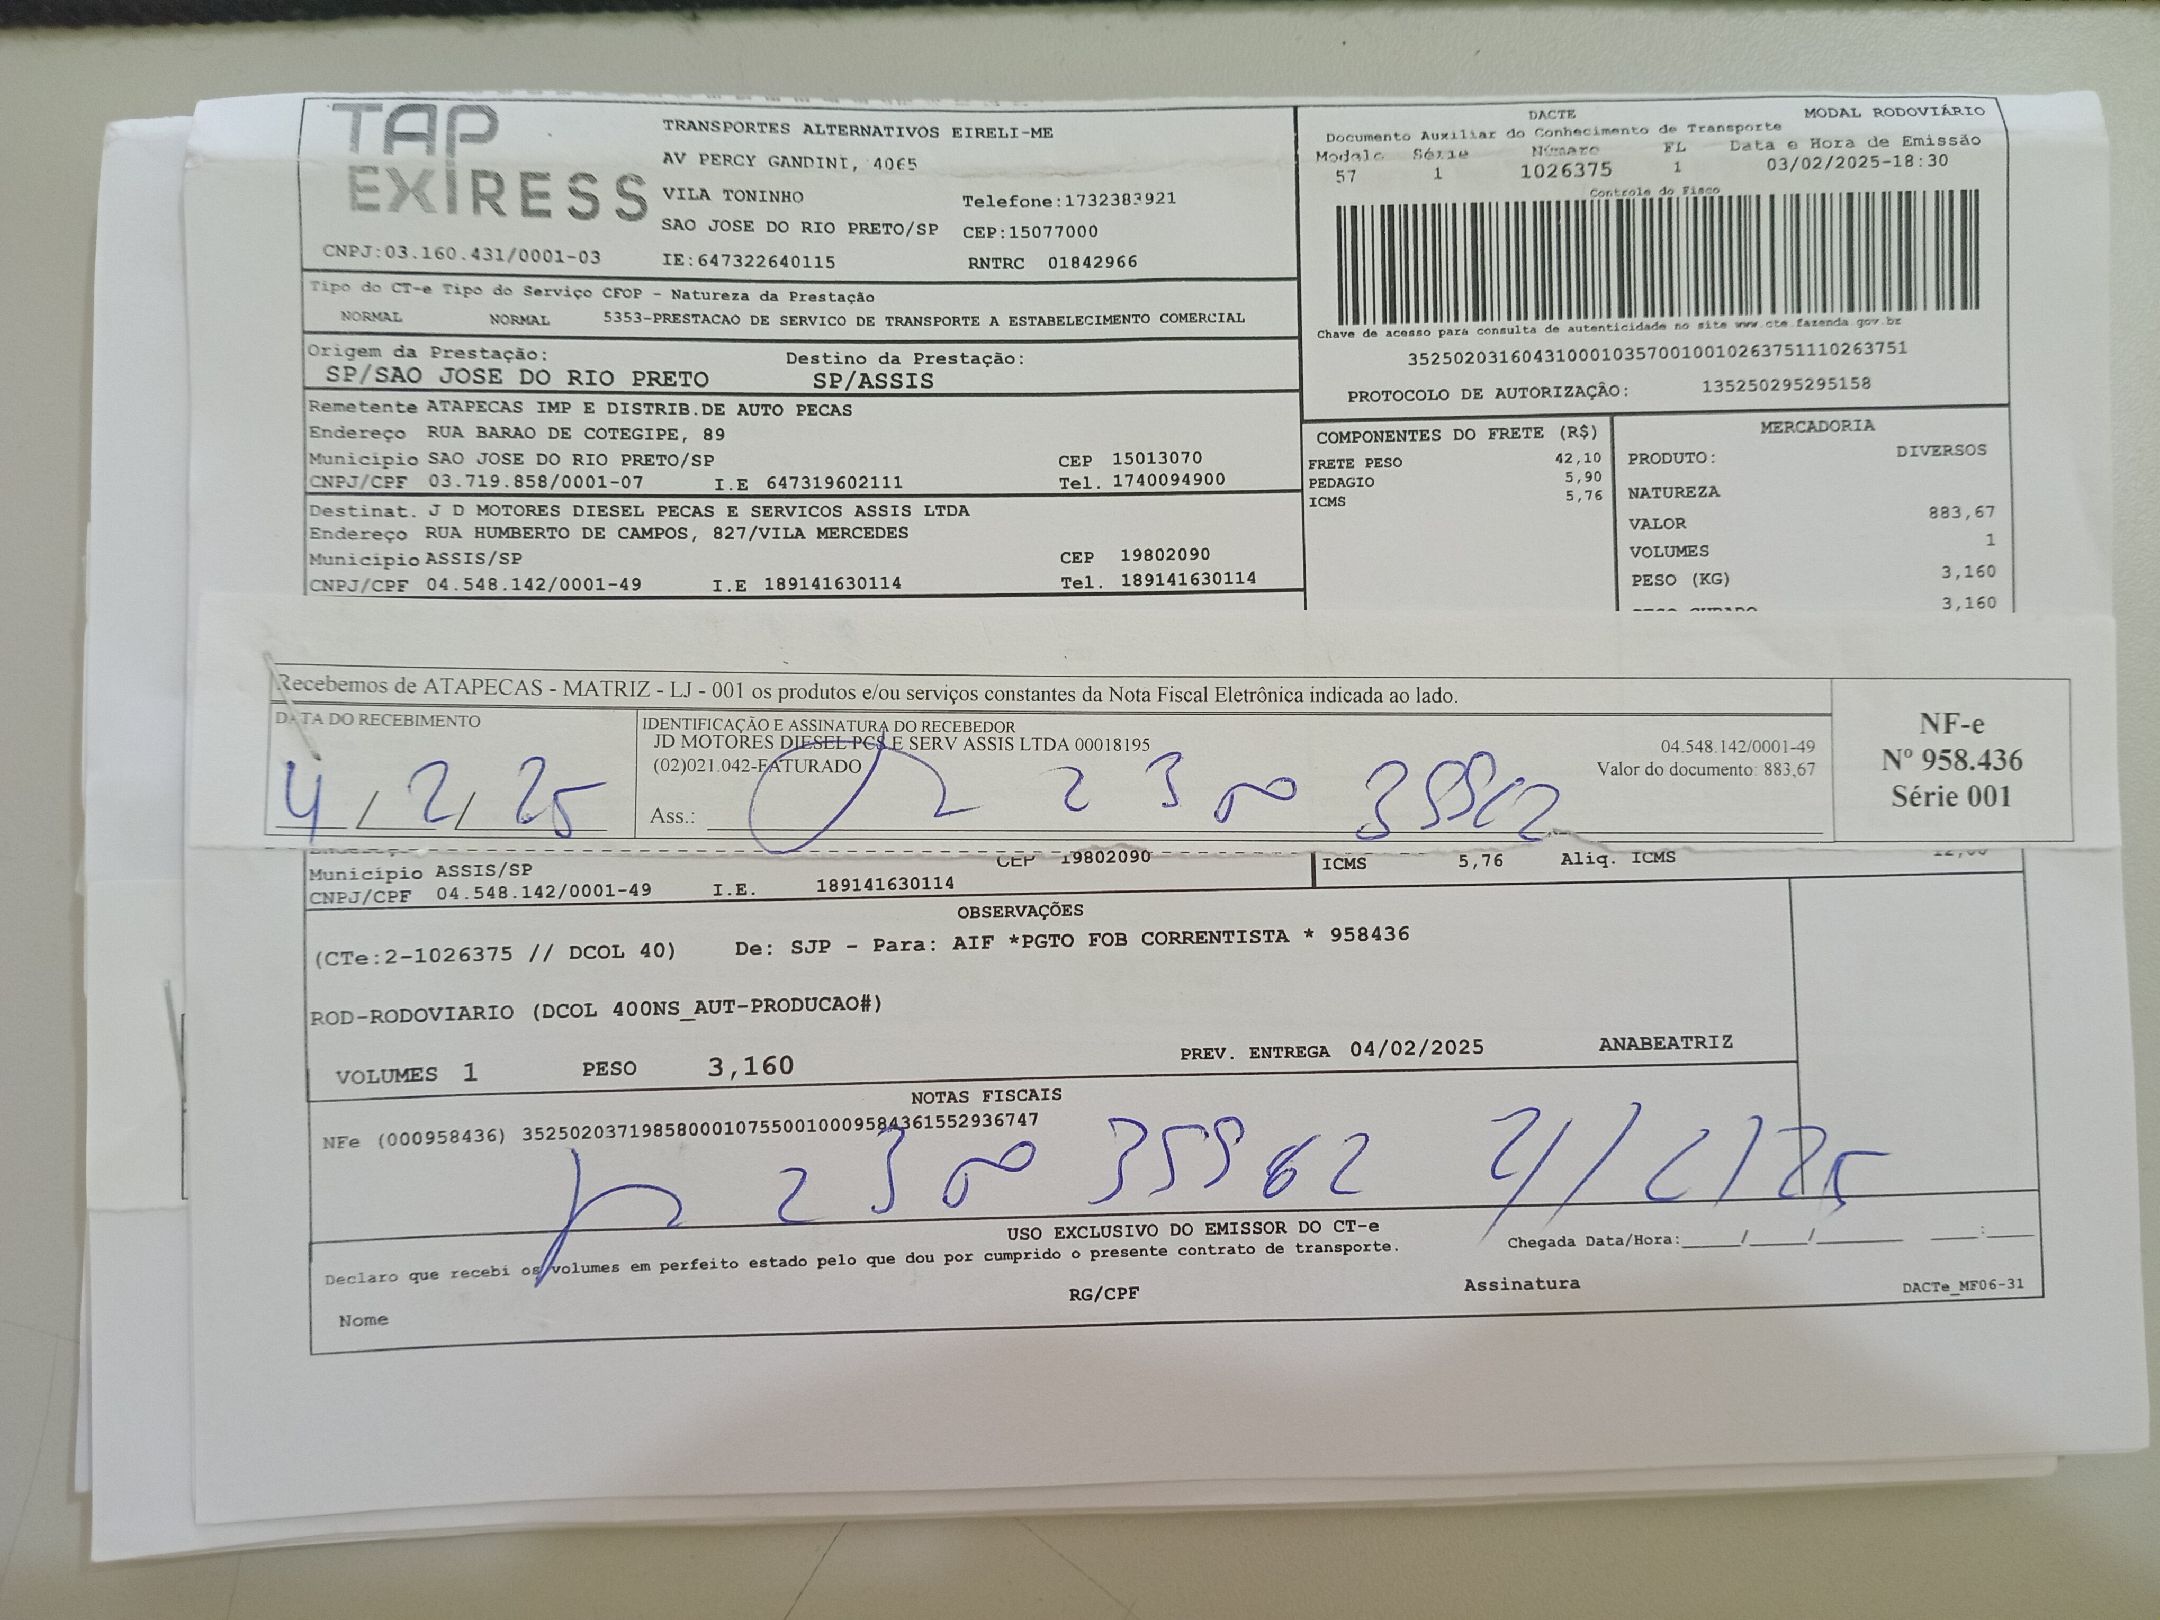 TAP
EXIRESS
CNPJ:03.160.431/0001-03
TRANSPORTES ALTERNATIVOS EIRELI-ME
AV PERCY GANDINI, 4065
VILA TONINHO Telefone:1732383921
SAO JOSE DO RIO PRETO/SP CEP:15077000
IE:647322640115 RNTRC 01842966
DACTE MODAL RODOVIÁRIO
Documento Auxiliar do Conhecimento de Transporte
Modelo Série Número FL Data e Hora de Emissão
57 1 1026375 1 03/02/2025-18:30
Controle do Fisco
Chave de acesso para consulta de autenticidade no site www.cte.fazenda.gov.br
35250203160431000103570010010263751110263751
PROTOCOLO DE AUTORIZAÇÂO: 135250295295158
Tipo do CT-e Tipo do Serviço CFOP - Natureza da Prestação
NORMAL NORMAL 5353-PRESTACAO DE SERVICO DE TRANSPORTE A ESTABELECIMENTO COMERCIAL
Origem da Prestação: Destino da Prestação:
SP/SAO JOSE DO RIO PRETO SP/ASSIS
Remetente ATAPECAS IMP E DISTRIB.DE AUTO PECAS
Endereço RUA BARAO DE COTEGIPE, 89
Municipio SAO JOSE DO RIO PRETO/SP CEP 15013070
CNPJ/CPF 03.719.858/0001-07 I.E 647319602111 Tel. 1740094900
Destinat. J D MOTORES DIESEL PECAS E SERVICOS ASSIS LTDA
Endereço RUA HUMBERTO DE CAMPOS, 827/VILA MERCEDES
Municipio ASSIS/SP CEP 19802090
CNPJ/CPF 04.548.142/0001-49 I.E 189141630114 Tel. 189141630114
COMPONENTES DO FRETE (R$)
FRETE PESO 42,10
PEDAGIO 5,90
ICMS 5,76
MERCADORIA
PRODUTO: DIVERSOS
NATUREZA
VALOR 883,67
VOLUMES 1
PESO (KG) 3,160
3,160
Recebemos de ATAPECAS - MATRIZ - LJ - 001 os produtos e/ou serviços constantes da Nota Fiscal Eletrônica indicada ao lado.
DATA DO RECEBIMENTO
4/2/25
IDENTIFICAÇÃO E ASSINATURA DO RECEBEDOR
JD MOTORES DIESEL PCS E SERV ASSIS LTDA 00018195 04.548.142/0001-49
(02)021.042-FATURADO Valor do documento: 883,67
Ass.:
NF-e
Nº 958.436
Série 001
CEP 19802090
Municipio ASSIS/SP
CNPJ/CPF 04.548.142/0001-49 I.E. 189141630114
ICMS 5,76 Aliq. ICMS
OBSERVAÇÕES
(CTe:2-1026375 // DCOL 40) De: SJP - Para: AIF *PGTO FOB CORRENTISTA * 958436
ROD-RODOVIARIO (DCOL 400NS_AUT-PRODUCAO#)
VOLUMES 1 PESO 3,160 PREV. ENTREGA 04/02/2025 ANABEATRIZ
NOTAS FISCAIS
NFe (000958436) 35250203719858000107550010009584361552936747
USO EXCLUSIVO DO EMISSOR DO CT-e
Declaro que recebi os volumes em perfeito estado pelo que dou por cumprido o presente contrato de transporte. Chegada Data/Hora:____/____/______ ___:___
Nome RG/CPF Assinatura DACTe_MF06-31